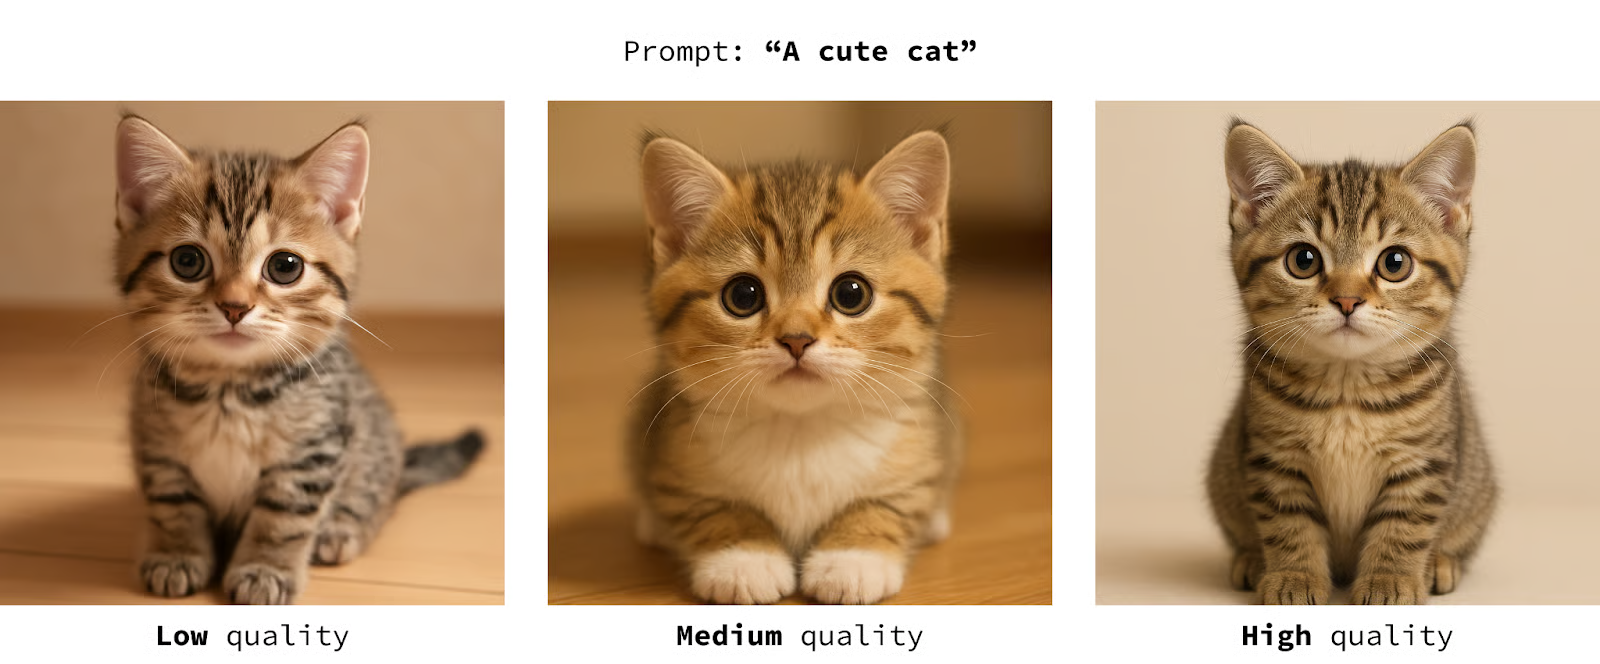 Prompt: “A cute cat”
Low quality
Medium quality
High quality